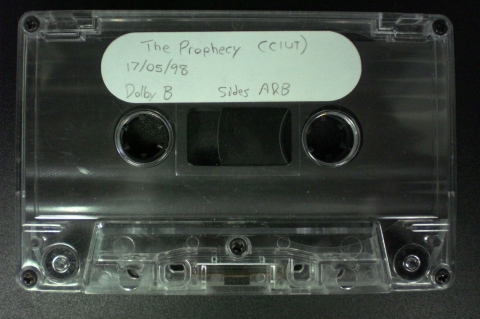 The Prophecy (CIUT)
17/05/98
Dolby B Sides A&B